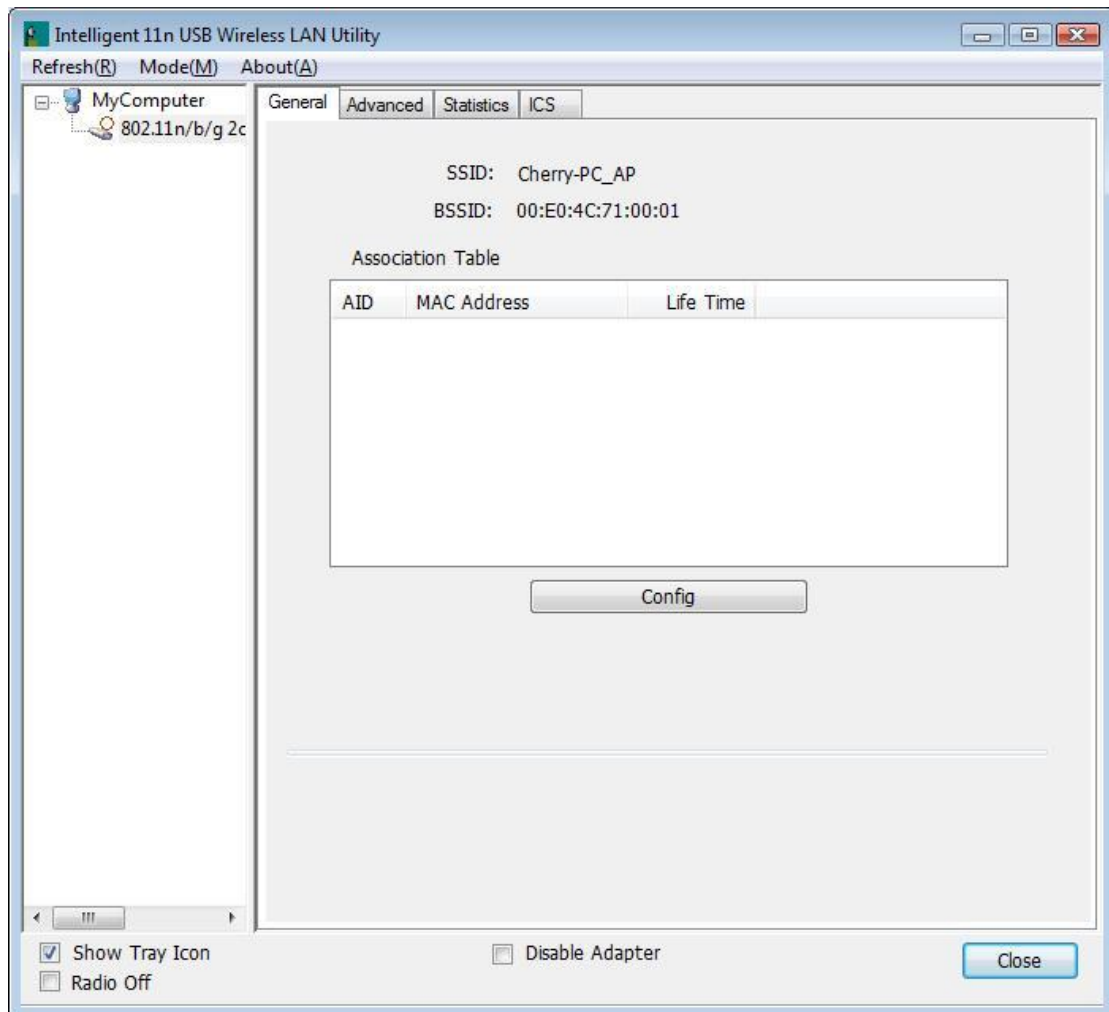 Intelligent 11n USB Wireless LAN Utility
Refresh(R) Mode(M) About(A)
MyComputer
802.11n/b/g 2c
General Advanced Statistics ICS
SSID: Cherry-PC_AP
BSSID: 00:E0:4C:71:00:01
Association Table
AID MAC Address Life Time
Config
Show Tray Icon
Disable Adapter
Radio Off
Close